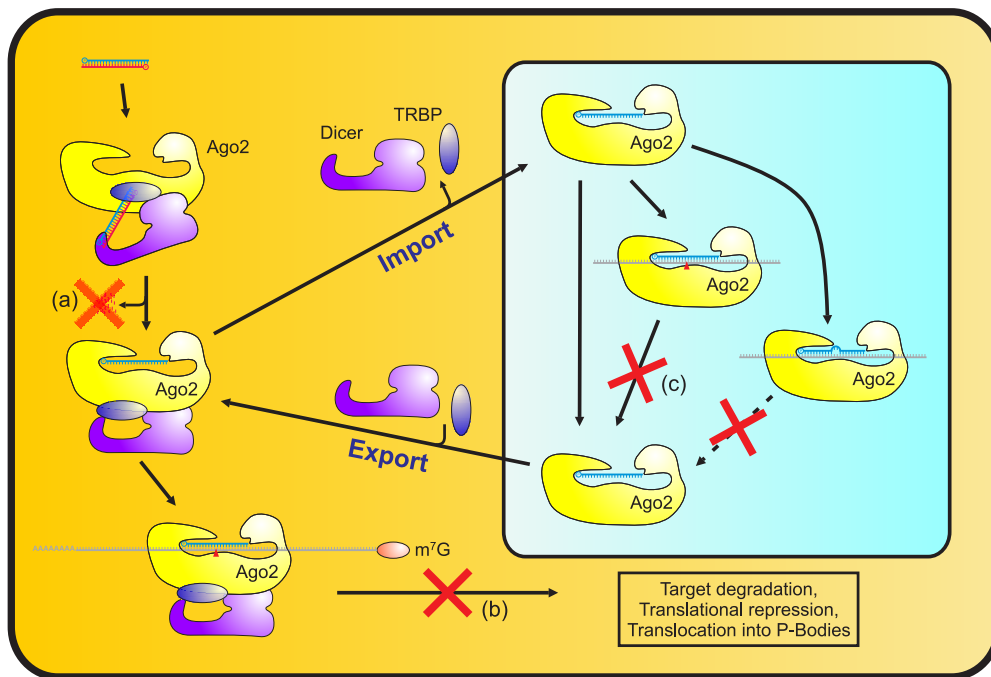 Ago2
Dicer
TRBP
Ago2
Import
Ago2
(a)
Ago2
Ago2
(c)
Export
Ago2
Ago2
m⁷G
(b)
Target degradation,
Translational repression,
Translocation into P-Bodies